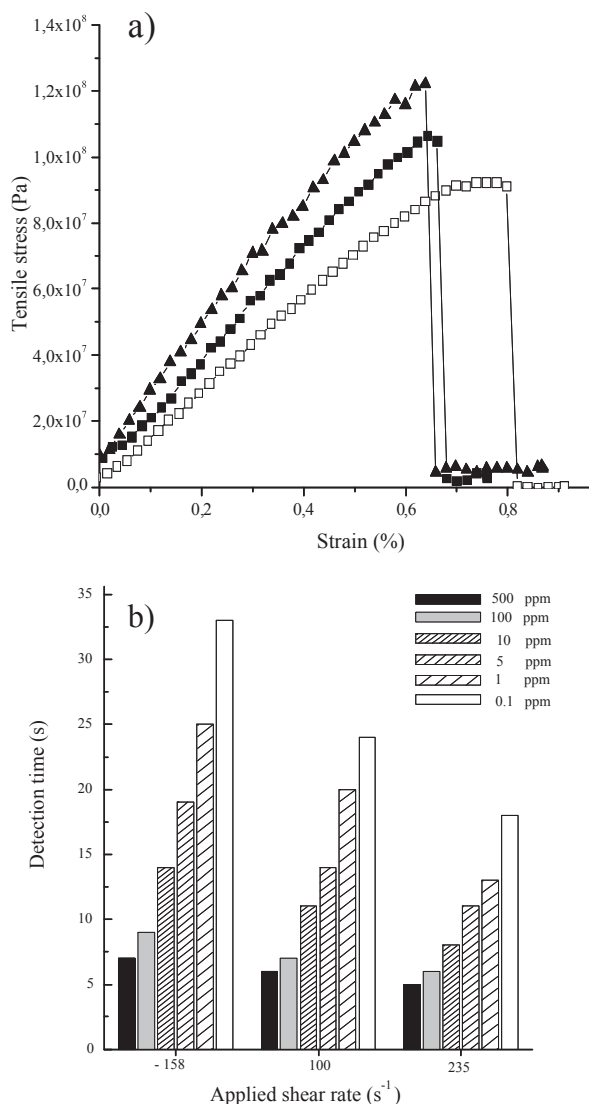 a)
1,4x10⁸
1,2x10⁸
1,0x10⁸
8,0x10⁷
6,0x10⁷
4,0x10⁷
2,0x10⁷
0,0
Tensile stress (Pa)
0,0 0,2 0,4 0,6 0,8
Strain (%)
b)
500 ppm
100 ppm
10 ppm
5 ppm
1 ppm
0.1 ppm
35
30
25
20
15
10
5
0
Detection time (s)
- 158 100 235
Applied shear rate (s⁻¹)